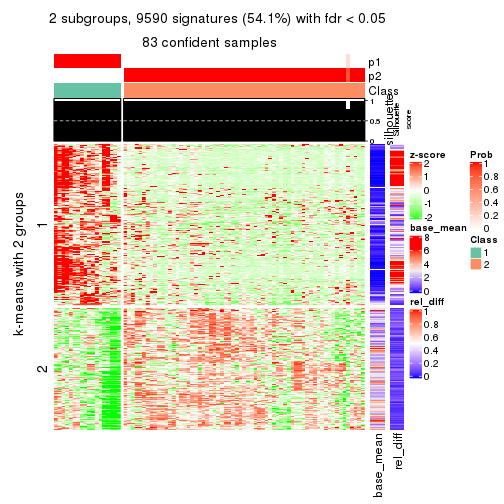 2 subgroups, 9590 signatures (54.1%) with fdr < 0.05
83 confident samples
p1
p2
Class
1
0.5
0
silhouette
Silhouette
score
k-means with 2 groups
1
2
base_mean
rel_diff
z-score
2
1
0
-1
-2
base_mean
8
6
4
2
0
rel_diff
1
0.8
0.6
0.4
0.2
0
Prob
1
0.8
0.6
0.4
0.2
0
Class
1
2